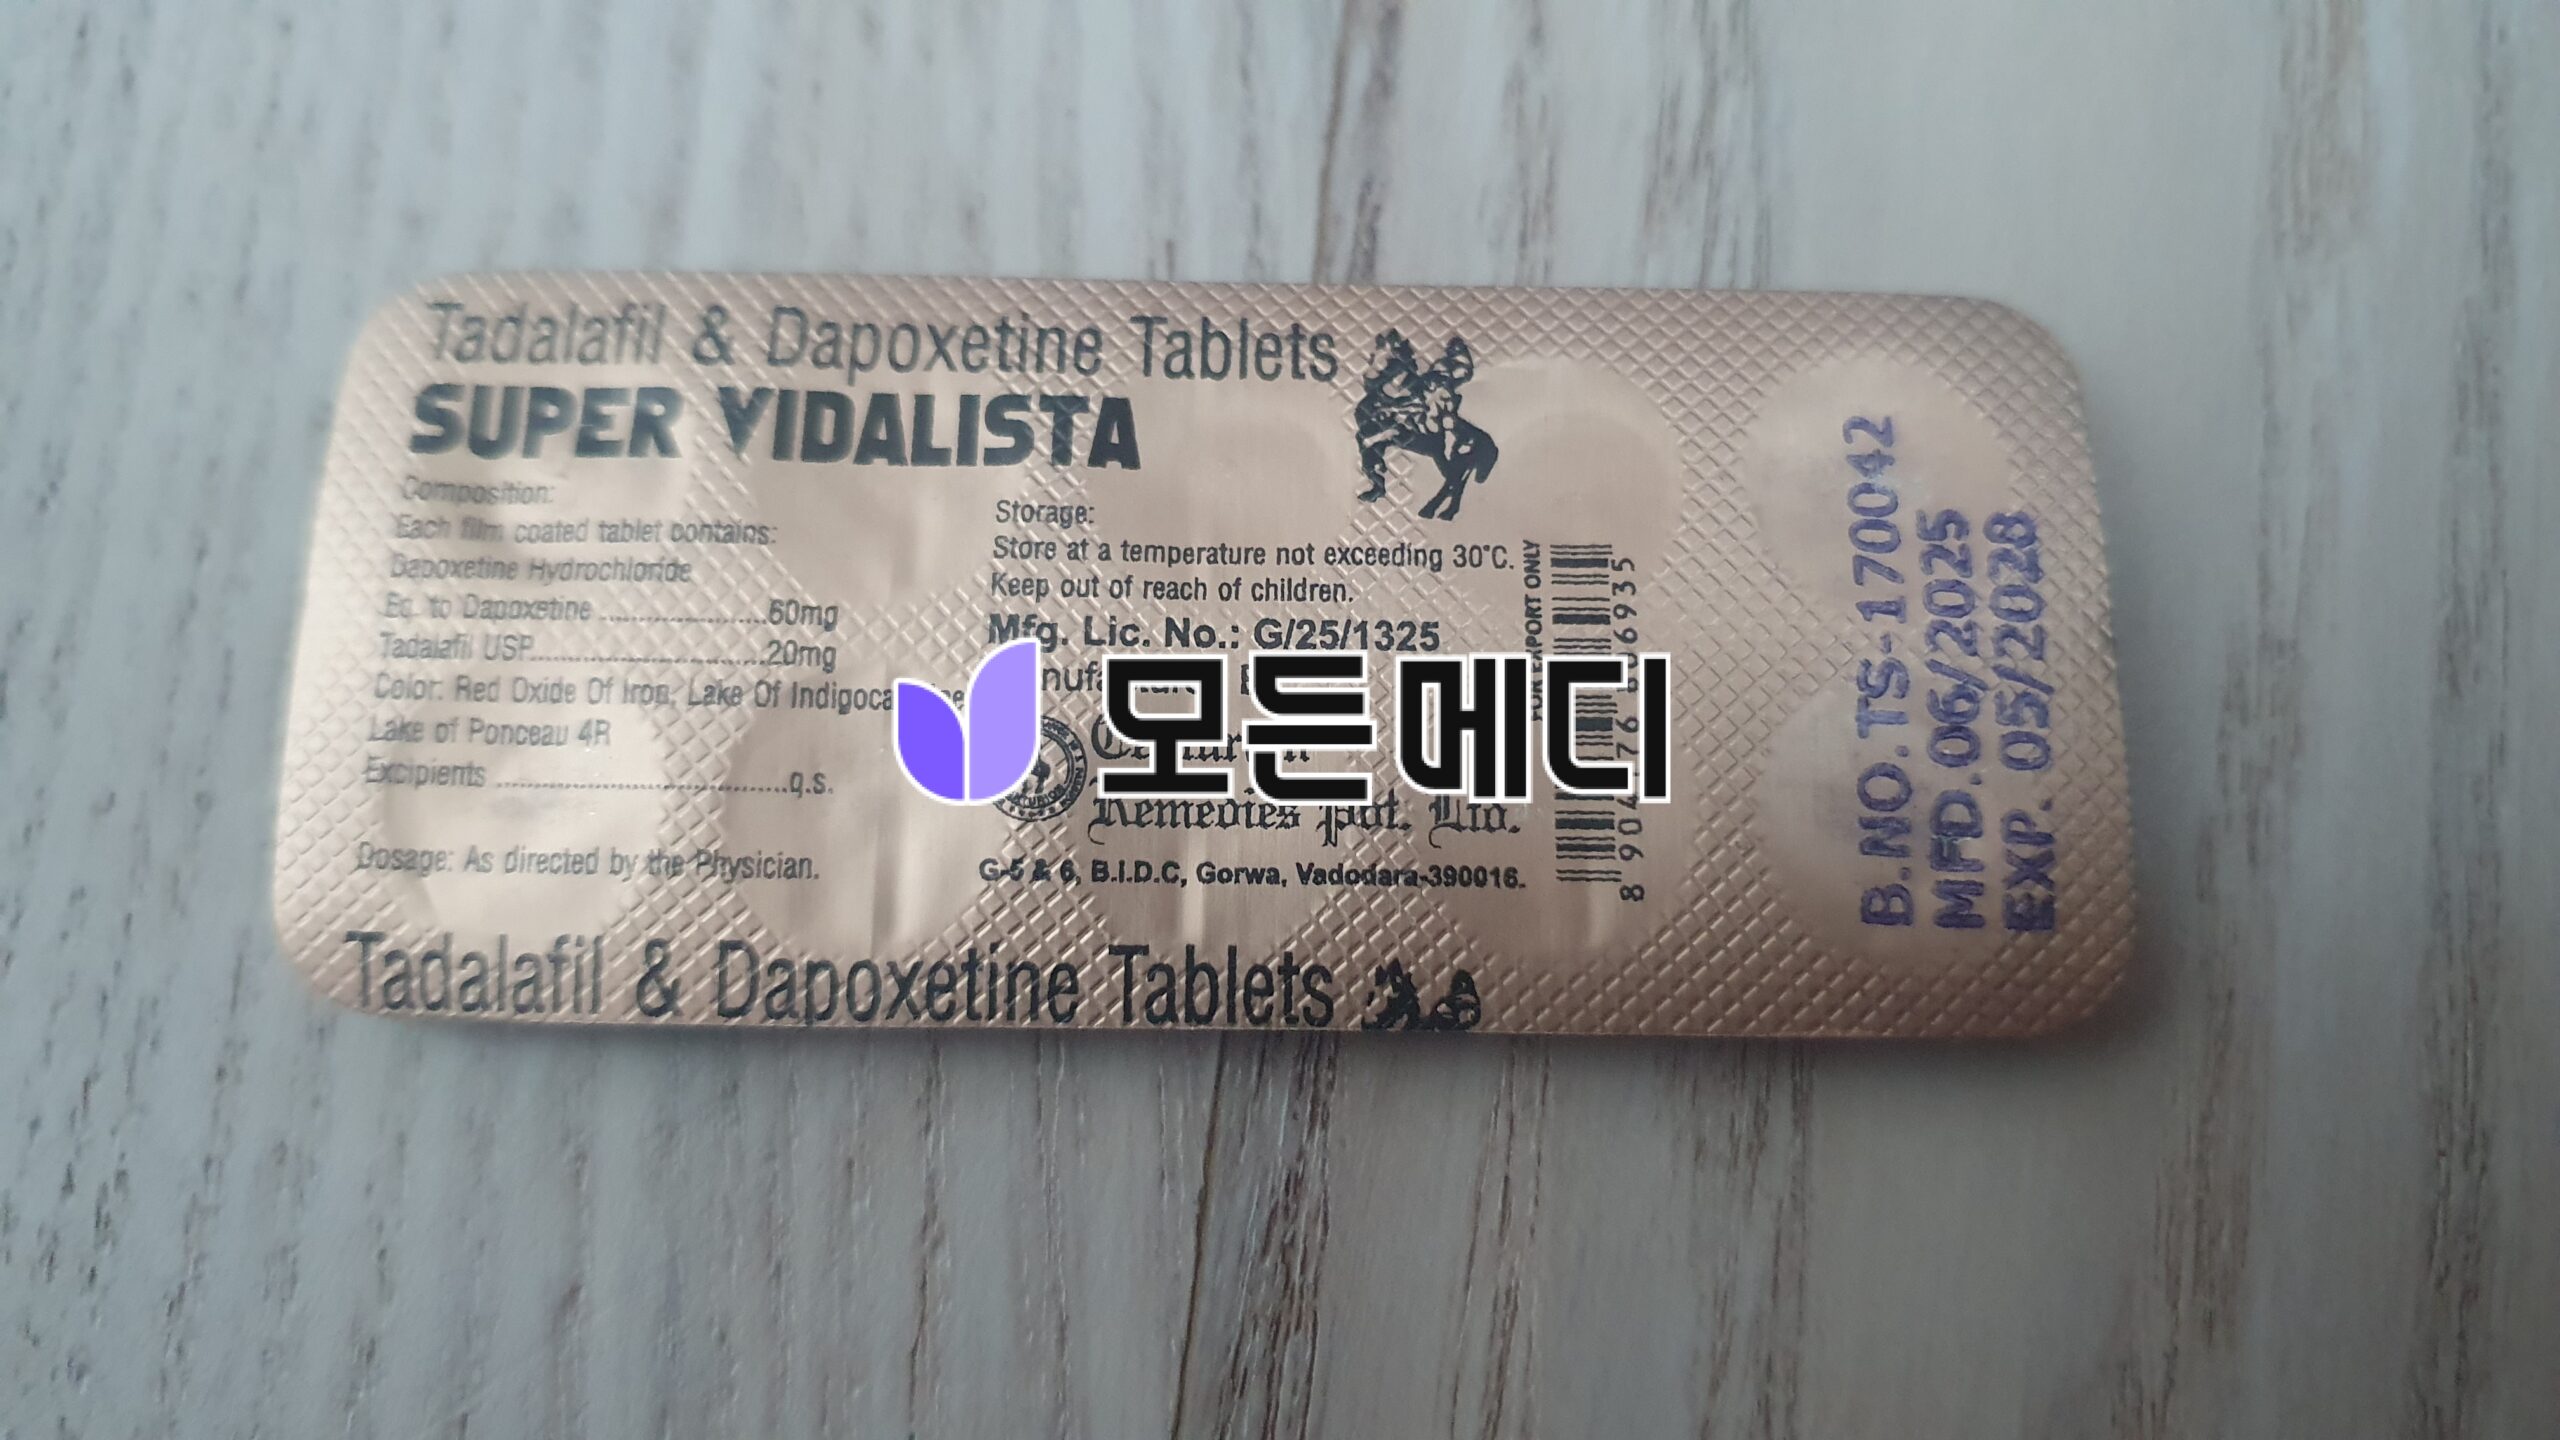 Tadalafil & Dapoxetine Tablets
SUPER VIDALISTA
Composition:
Each film coated tablet contains:
Dapoxetine Hydrochloride
Eq. to Dapoxetine ........................60mg
Tadalafil USP.................................20mg
Color: Red Oxide Of Iron, Lake Of
Lake of Ponceau 4R
Excipients .........................................q.s.
Dosage: As directed by the Physician.
Storage:
Store at a temperature not exceeding 30°C.
Keep out of reach of children.
Mfg. Lic. No.: G/25/1325
모든메디
Remedies Pvt. Ltd.
G-5 & 6, B.I.D.C, Gorwa, Vadodara-390016.
FOR EXPORT ONLY
B.NO.TS-170042
MFD.06/2025
EXP. 05/2028
Tadalafil & Dapoxetine Tablets